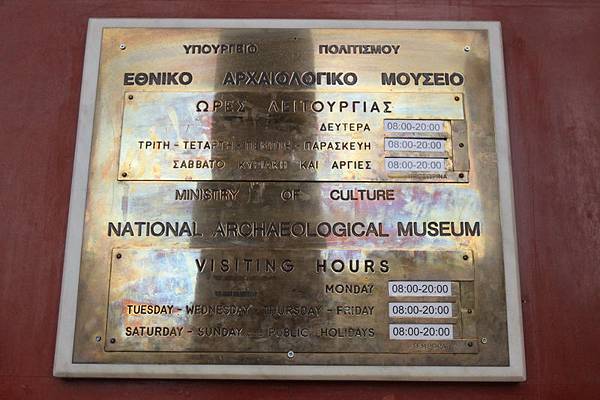 ΥΠΟΥΡΓΕΙΟ ΠΟΛΙΤΙΣΜΟΥ
ΕΘΝΙΚΟ ΑΡΧΑΙΟΛΟΓΙΚΟ ΜΟΥΣΕΙΟ
ΩΡΕΣ ΛΕΙΤΟΥΡΓΙΑΣ
ΔΕΥΤΕΡΑ 08:00-20:00
ΤΡΙΤΗ - ΤΕΤΑΡΤΗ - ΠΕΜΠΤΗ - ΠΑΡΑΣΚΕΥΗ 08:00-20:00
ΣΑΒΒΑΤΟ ΚΥΡΙΑΚΗ ΚΑΙ ΑΡΓΙΕΣ 08:00-20:00
MINISTRY OF CULTURE
NATIONAL ARCHAEOLOGICAL MUSEUM
VISITING HOURS
MONDAY 08:00-20:00
TUESDAY - WEDNESDAY - THURSDAY - FRIDAY 08:00-20:00
SATURDAY - SUNDAY PUBLIC HOLIDAYS 08:00-20:00